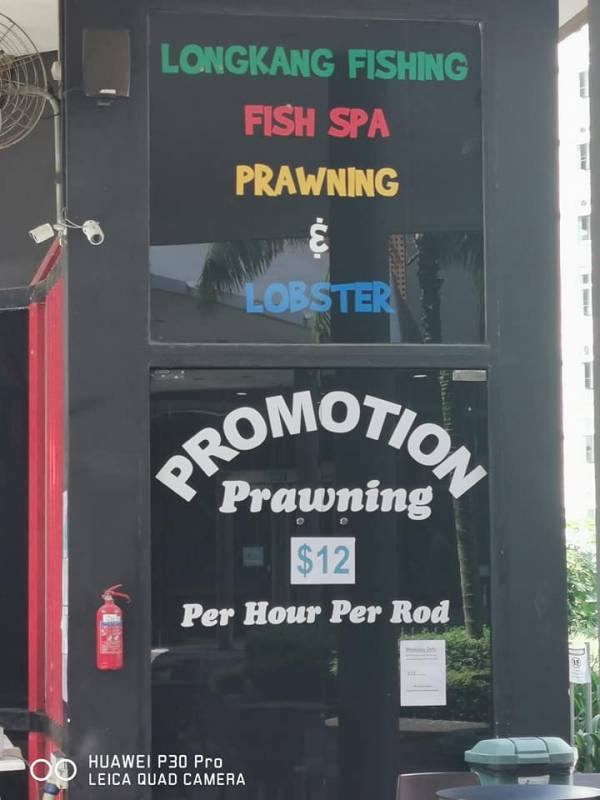 LONGKANG FISHING
FISH SPA
PRAWNING
&
LOBSTER
PROMOTION
Prawning
$12
Per Hour Per Rod
HUAWEI P30 Pro
LEICA QUAD CAMERA